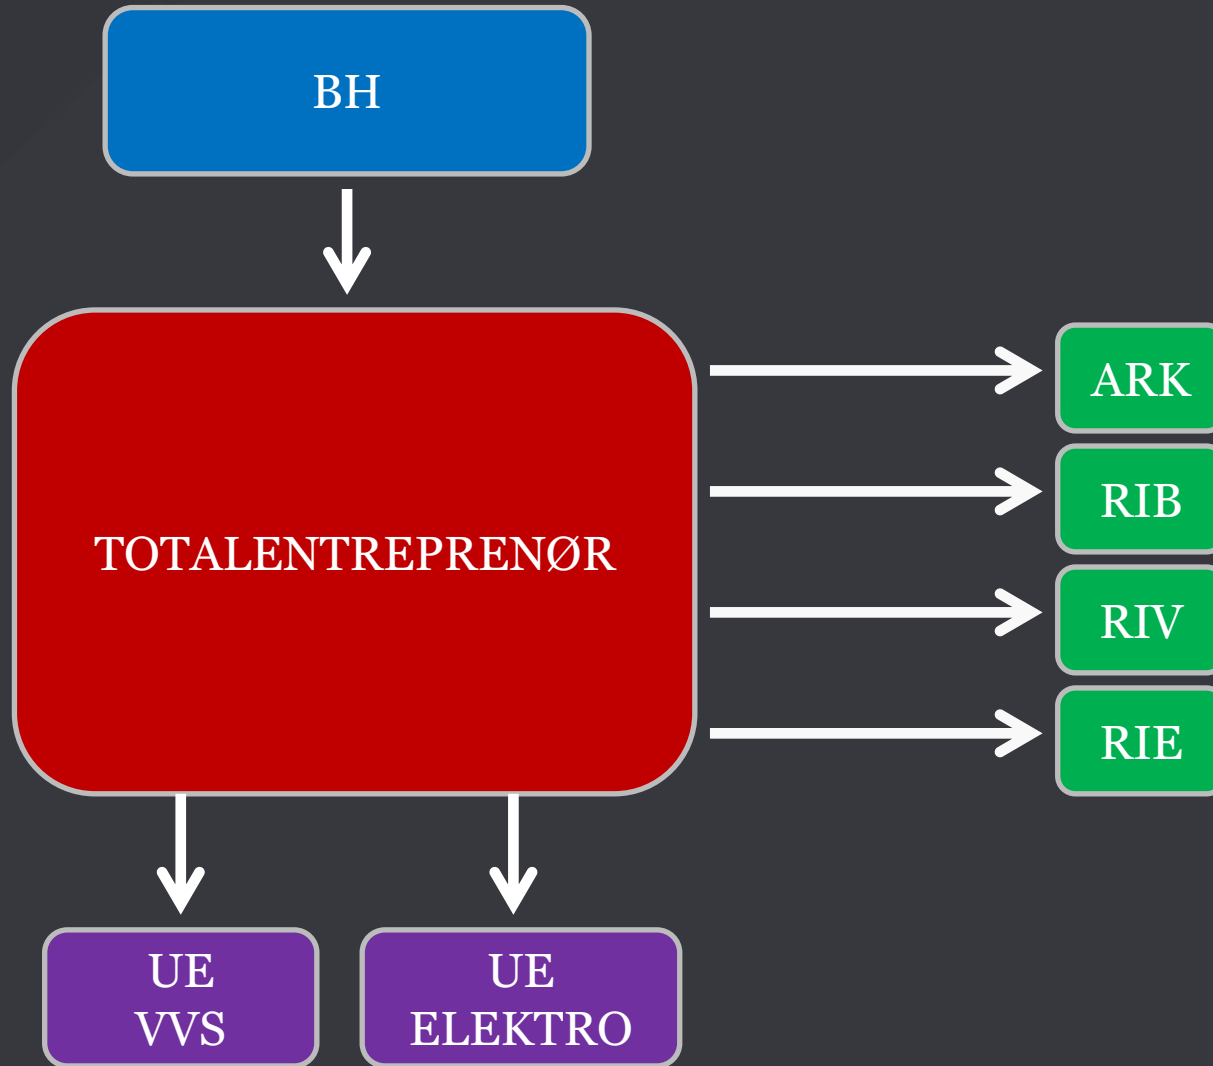 BH
TOTALENTREPRENØR
ARK
RIB
RIV
RIE
UE
VVS
UE
ELEKTRO